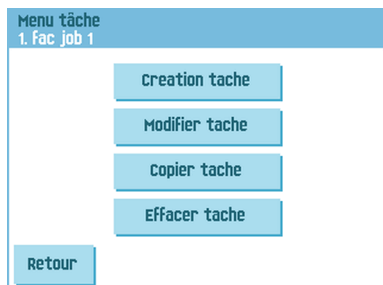 Menu tâche
1. Fac job 1
Creation tache
Modifier tache
Copier tache
Effacer tache
Retour